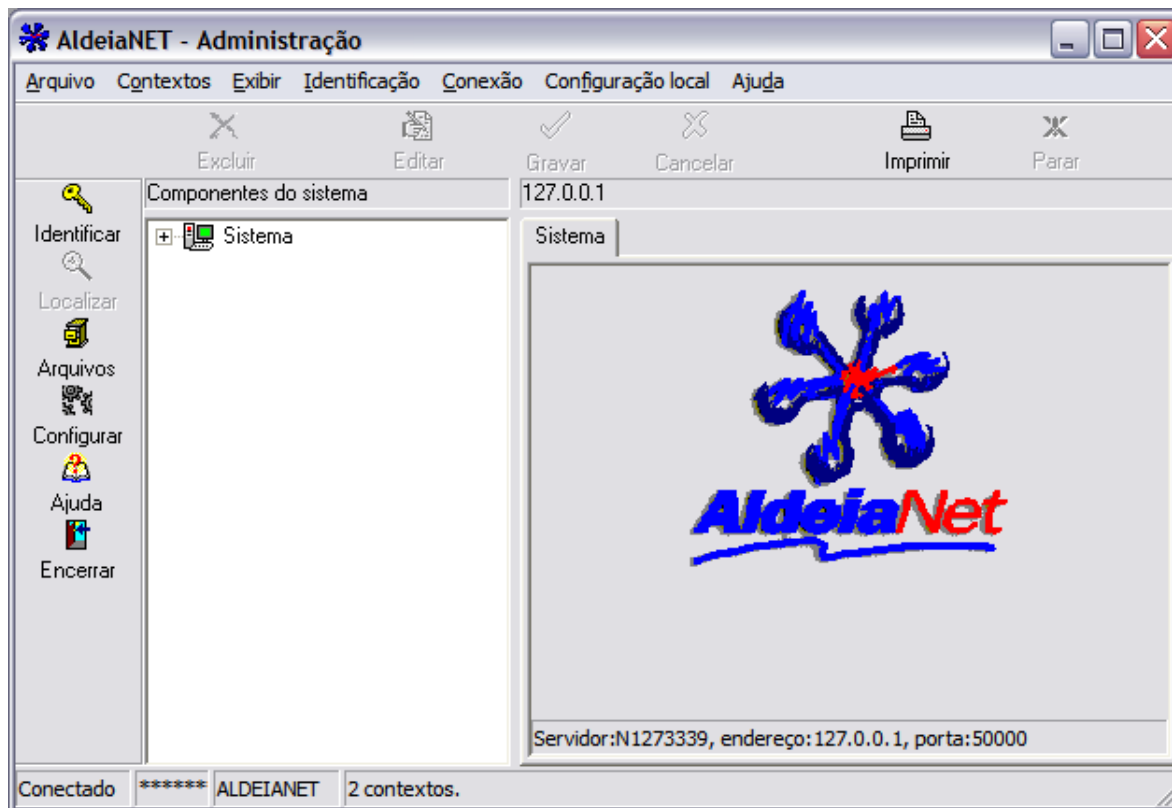 AldeiaNET - Administração
Arquivo Contextos Exibir Identificação Conexão Configuração local Ajuda
Excluir Editar Gravar Cancelar Imprimir Parar
Identificar
Localizar
Arquivos
Configurar
Ajuda
Encerrar
Componentes do sistema
Sistema
127.0.0.1
Sistema
AldeiaNet
Servidor:N1273339, endereço:127.0.0.1, porta:50000
Conectado ****** ALDEIANET 2 contextos.